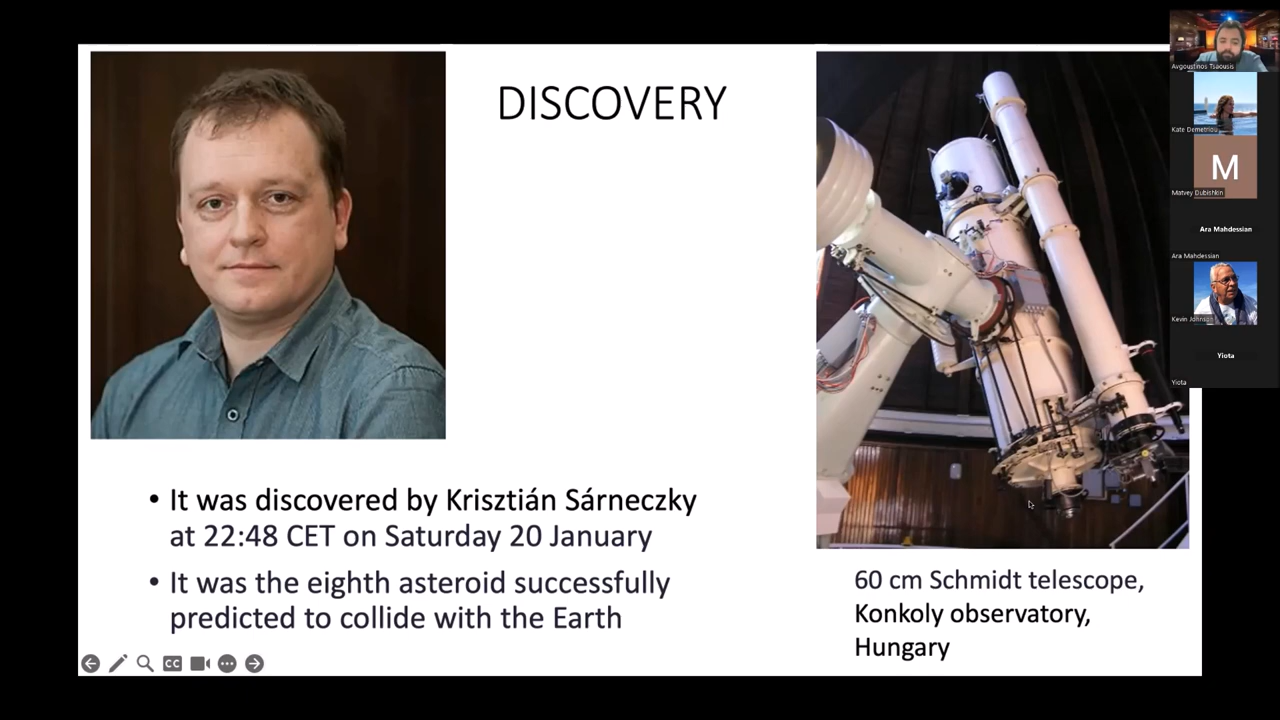 DISCOVERY
• It was discovered by Krisztián Sárneczky
at 22:48 CET on Saturday 20 January
• It was the eighth asteroid successfully
predicted to collide with the Earth
60 cm Schmidt telescope,
Konkoly observatory,
Hungary
CC
Avgoustinos Tsaousis
Kate Demetriou
M
Matvey Dubishkin
Ara Mahdessian
Ara Mahdessian
Kevin Johnson
Yiota
Yiota